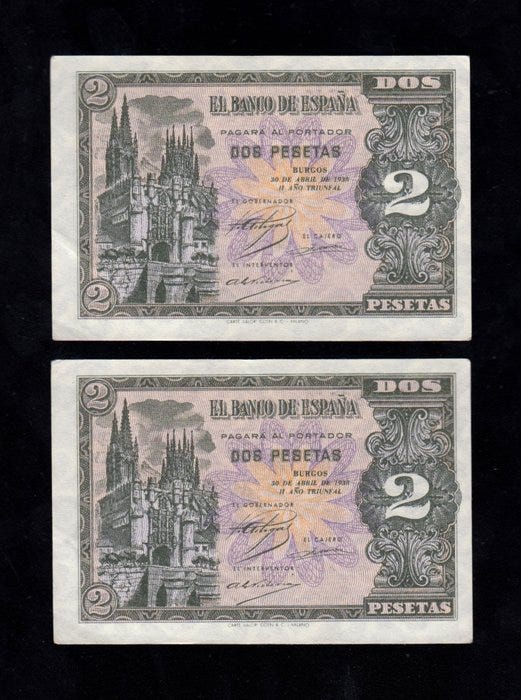 2
DOS
EL BANCO DE ESPAÑA
PAGARÁ AL PORTADOR
DOS PESETAS
BURGOS
30 DE ABRIL DE 1938
II AÑO TRIUNFAL
EL GOBERNADOR
2
EL CAJERO
EL INTERVENTOR
2
PESETAS
2
DOS
EL BANCO DE ESPAÑA
PAGARÁ AL PORTADOR
DOS PESETAS
BURGOS
30 DE ABRIL DE 1938
II AÑO TRIUNFAL
2
EL GOBERNADOR
EL CAJERO
EL INTERVENTOR
2
PESETAS